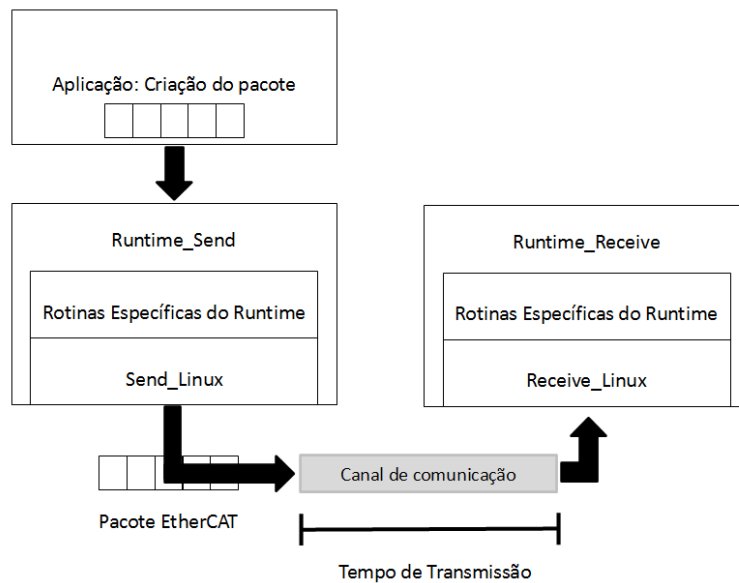 Aplicação: Criação do pacote
Runtime_Send
Rotinas Específicas do Runtime
Send_Linux
Runtime_Receive
Rotinas Específicas do Runtime
Receive_Linux
Pacote EtherCAT
Canal de comunicação
Tempo de Transmissão